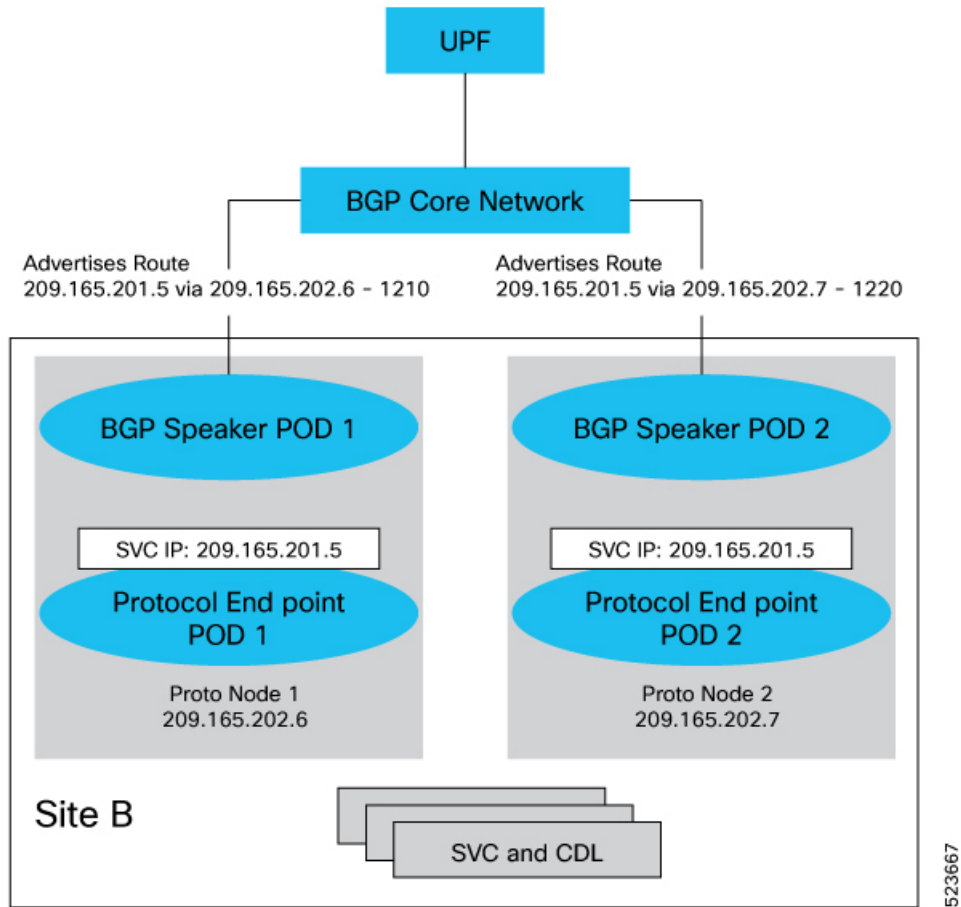 UPF
BGP Core Network
Advertises Route
209.165.201.5 via 209.165.202.6 - 1210
Advertises Route
209.165.201.5 via 209.165.202.7 - 1220
BGP Speaker POD 1
BGP Speaker POD 2
SVC IP: 209.165.201.5
SVC IP: 209.165.201.5
Protocol End point
POD 1
Protocol End point
POD 2
Proto Node 1
209.165.202.6
Proto Node 2
209.165.202.7
Site B
SVC and CDL
523667